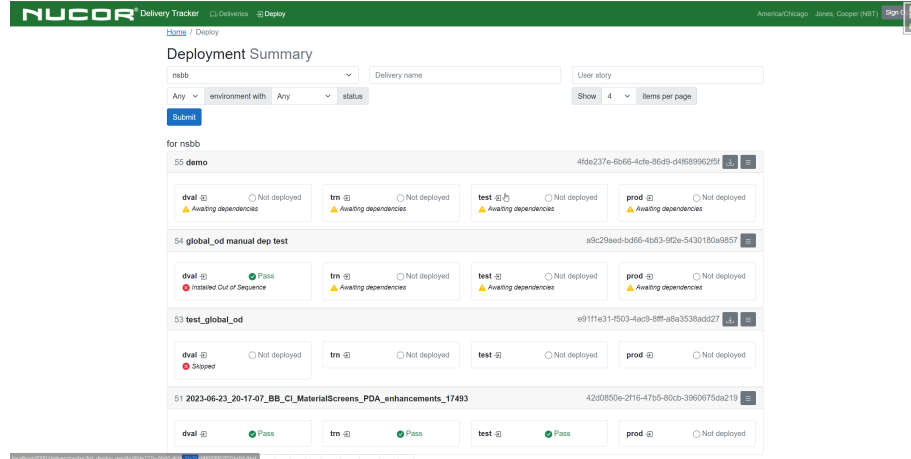 NUCOR® Delivery Tracker Deliveries Deploy America/Chicago Jones, Cooper (NBT) Sign
Home / Deploy
Deployment Summary
nsbb Delivery name User story
Any environment with Any status Show 4 items per page
Submit
for nsbb
55 demo 4fde237e-6b66-4cfe-86d9-d4f689962f5f
dval Not deployed trn Not deployed test Not deployed prod Not deployed
Awaiting dependencies Awaiting dependencies Awaiting dependencies Awaiting dependencies
54 global_od manual dep test a9c29aed-bd66-4b83-9f2e-5430180a9857
dval Pass trn Not deployed test Not deployed prod Not deployed
Installed Out of Sequence Awaiting dependencies Awaiting dependencies Awaiting dependencies
53 test_global_od e91f1e31-f503-4ac9-8fff-a8a3538add27
dval Not deployed trn Not deployed test Not deployed prod Not deployed
Skipped
51 2023-06-23_20-17-07_BB_CI_MaterialScreens_PDA_enhancements_17493 42d0850e-2f16-47b5-80cb-3960675da219
dval Pass trn Pass test Pass prod Not deployed